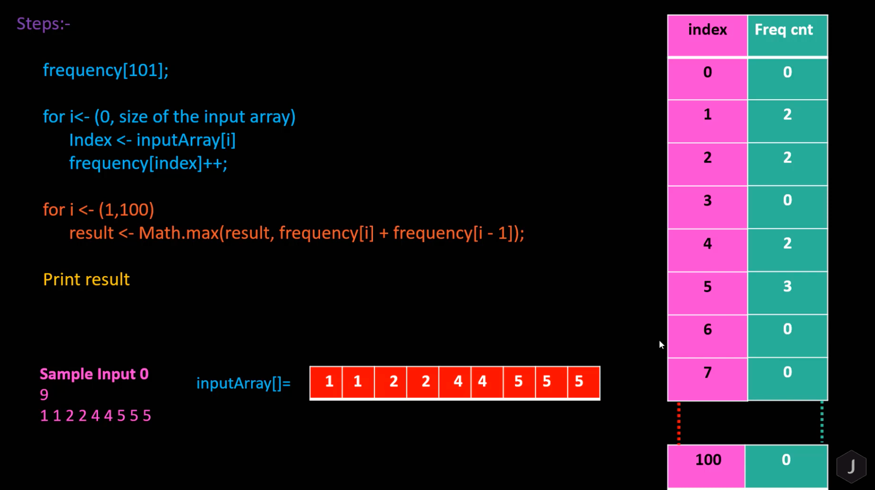 Steps:-
frequency[101];
for i<- (0, size of the input array)
Index <- inputArray[i]
frequency[index]++;
for i <- (1,100)
result <- Math.max(result, frequency[i] + frequency[i - 1]);
Print result
Sample Input 0
9
1 1 2 2 4 4 5 5 5
inputArray[]=
1 1 2 2 4 4 5 5 5
index Freq cnt
0 0
1 2
2 2
3 0
4 2
5 3
6 0
7 0
100 0
J